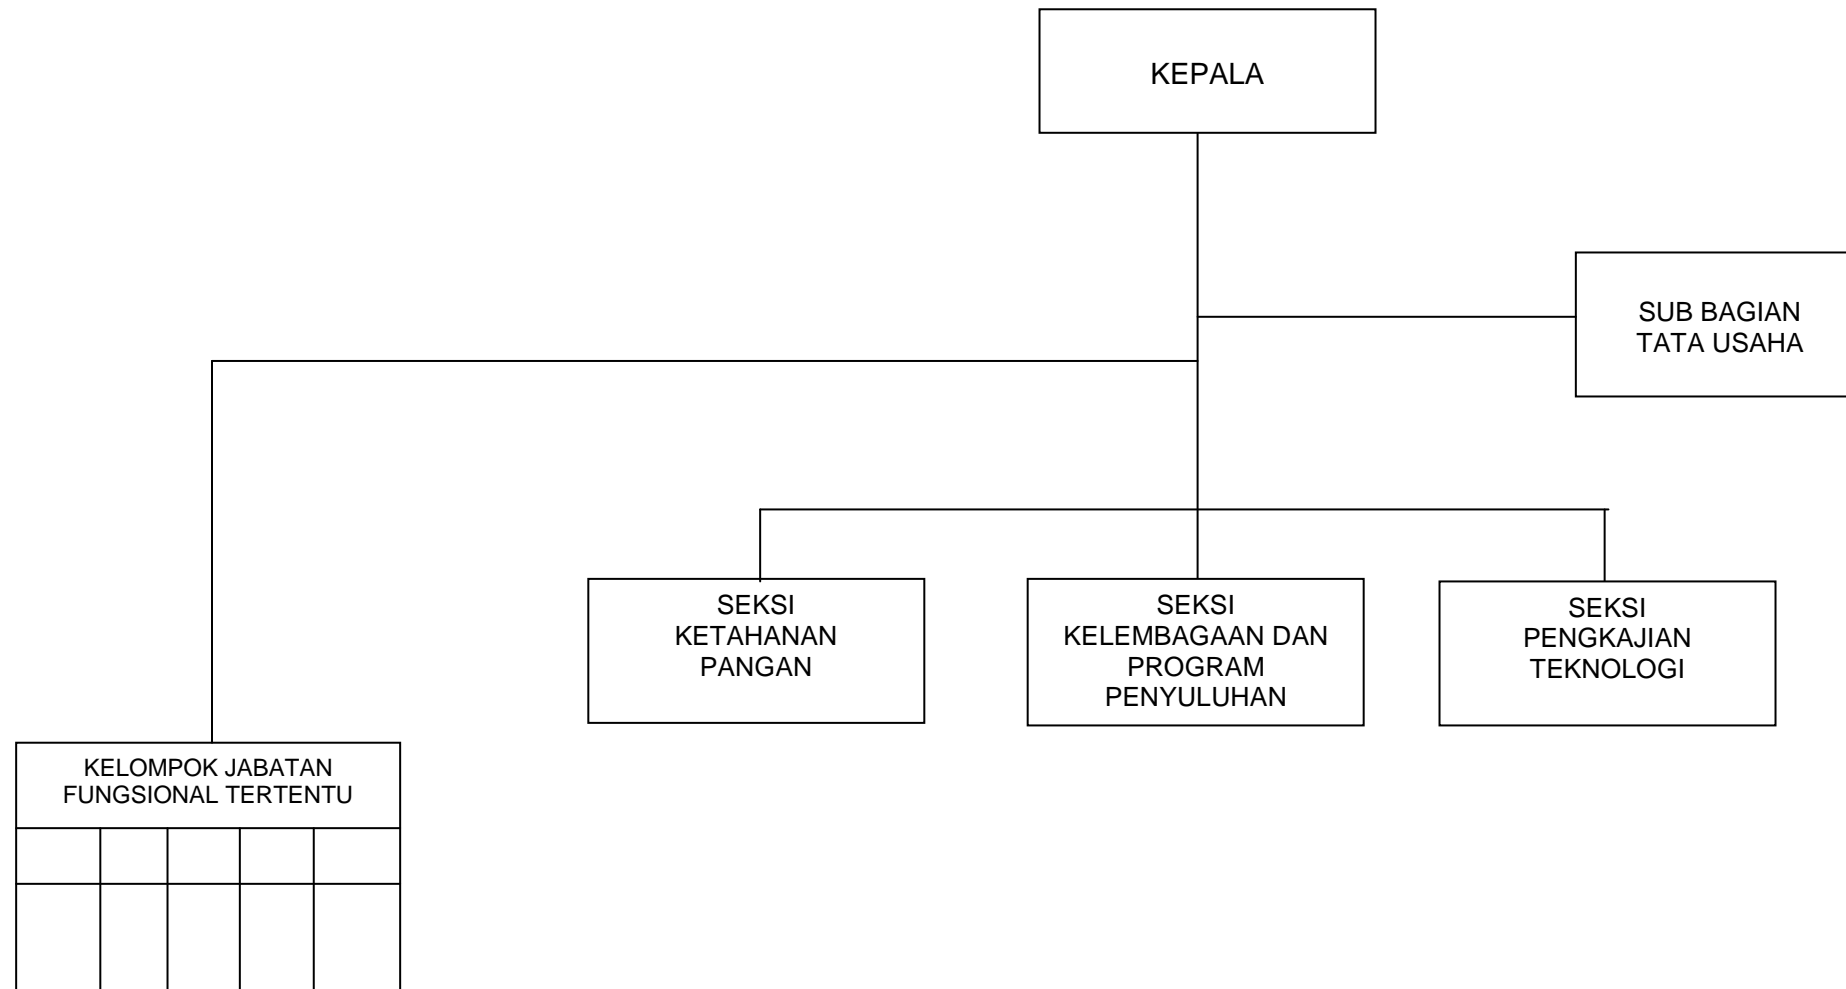 KEPALA
SUB BAGIAN
TATA USAHA
SEKSI
KETAHANAN
PANGAN
SEKSI
KELEMBAGAAN DAN
PROGRAM
PENYULUHAN
SEKSI
PENGKAJIAN
TEKNOLOGI
KELOMPOK JABATAN
FUNGSIONAL TERTENTU